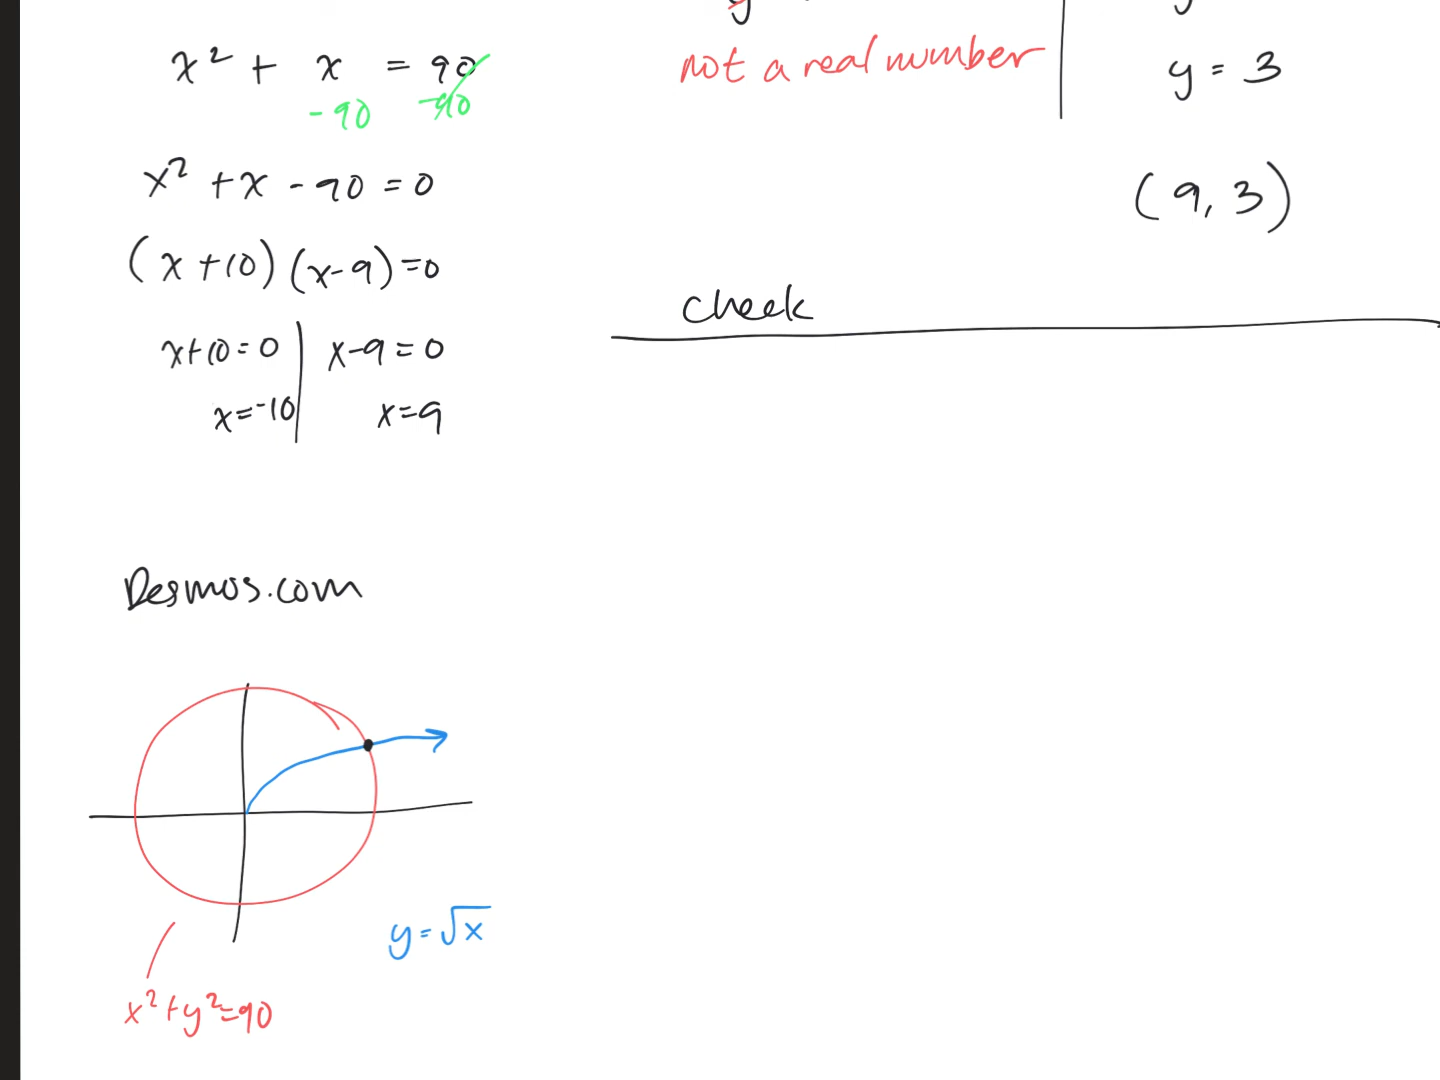 x² + x = 90
-90 -90
x² + x - 90 = 0
(x + 10) (x - 9) = 0
x + 10 = 0 | x - 9 = 0
x = -10 | x = 9
not a real number
y = 3
(9, 3)
Check
Desmos.com
y = √x
x² + y² = 90